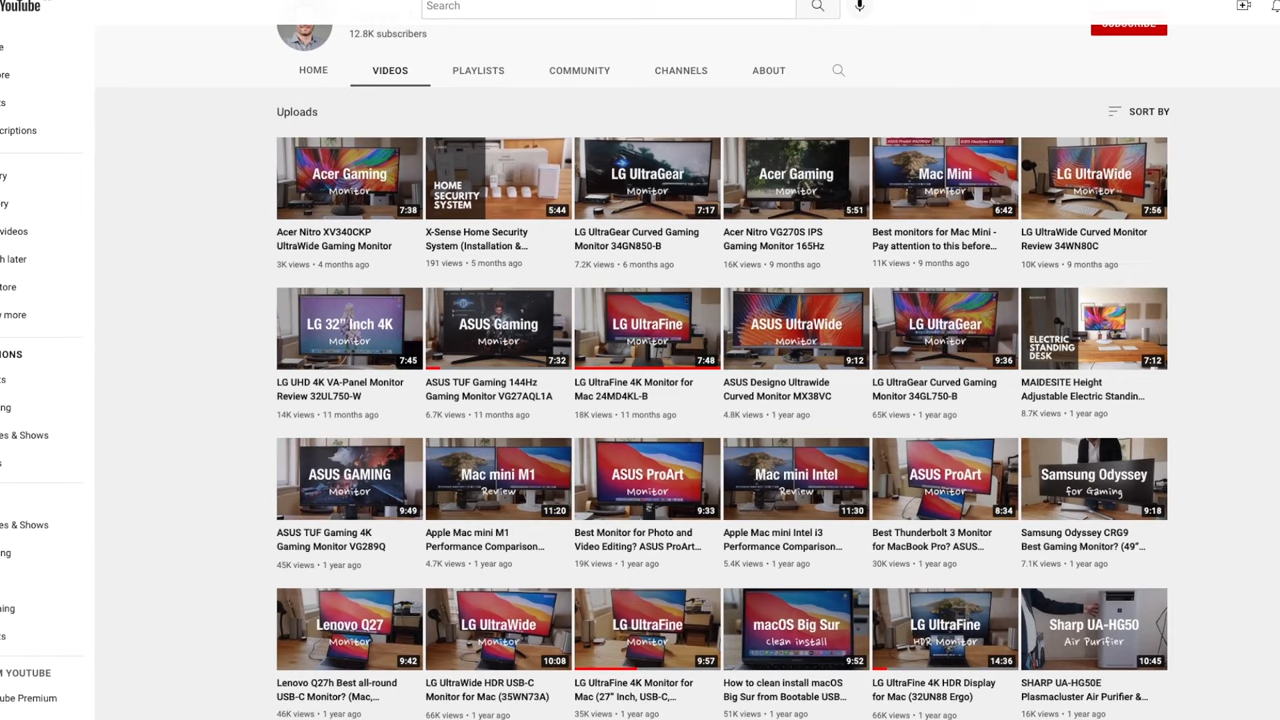 YouTube
Search
12.8K subscribers
SUBSCRIBE
HOME VIDEOS PLAYLISTS COMMUNITY CHANNELS ABOUT
Uploads
SORT BY
Acer Gaming
Monitor
7:38
HOME
SECURITY
SYSTEM
5:44
LG UltraGear
Monitor
7:17
Acer Gaming
Monitor
5:51
Mac Mini
Monitor
6:42
LG UltraWide
Monitor
7:56
Acer Nitro XV340CKP
UltraWide Gaming Monitor
3K views • 4 months ago
X-Sense Home Security
System (Installation &...
191 views • 5 months ago
LG UltraGear Curved Gaming
Monitor 34GN850-B
7.2K views • 6 months ago
Acer Nitro VG270S IPS
Gaming Monitor 165Hz
16K views • 9 months ago
Best monitors for Mac Mini -
Pay attention to this before...
11K views • 9 months ago
LG UltraWide Curved Monitor
Review 34WN80C
10K views • 9 months ago
LG 32" Inch 4K
Monitor
7:45
ASUS Gaming
Monitor
7:32
LG UltraFine
Monitor
7:48
ASUS UltraWide
Monitor
9:12
LG UltraGear
Monitor
9:36
ELECTRIC
STANDING
DESK
7:12
LG UHD 4K VA-Panel Monitor
Review 32UL750-W
14K views • 11 months ago
ASUS TUF Gaming 144Hz
Gaming Monitor VG27AQL1A
6.7K views • 11 months ago
LG UltraFine 4K Monitor for
Mac 24MD4KL-B
18K views • 11 months ago
ASUS Designo Ultrawide
Curved Monitor MX38VC
4.8K views • 1 year ago
LG UltraGear Curved Gaming
Monitor 34GL750-B
65K views • 1 year ago
MAIDESITE Height
Adjustable Electric Standin...
8.7K views • 1 year ago
ASUS GAMING
Monitor
9:49
Mac mini M1
Review
11:20
ASUS ProArt
Monitor
9:33
Mac mini Intel
Review
11:30
ASUS ProArt
Monitor
8:34
Samsung Odyssey
for Gaming
9:18
ASUS TUF Gaming 4K
Gaming Monitor VG289Q
45K views • 1 year ago
Apple Mac mini M1
Performance Comparison...
4.7K views • 1 year ago
Best Monitor for Photo and
Video Editing? ASUS ProArt...
19K views • 1 year ago
Apple Mac mini Intel i3
Performance Comparison...
5.4K views • 1 year ago
Best Thunderbolt 3 Monitor
for MacBook Pro? ASUS...
30K views • 1 year ago
Samsung Odyssey CRG9
Best Gaming Monitor? (49"...
7.1K views • 1 year ago
Lenovo Q27
Monitor
9:42
LG UltraWide
Monitor
10:08
LG UltraFine
Monitor
9:57
macOS Big Sur
clean install
9:52
LG UltraFine
HDR Monitor
14:36
Sharp UA-HG50
Air Purifier
10:45
Lenovo Q27h Best all-round
USB-C Monitor? (Mac,...
46K views • 1 year ago
LG UltraWide HDR USB-C
Monitor for Mac (35WN73A)
66K views • 1 year ago
LG UltraFine 4K Monitor for
Mac (27" Inch, USB-C,...
35K views • 1 year ago
How to clean install macOS
Big Sur from Bootable USB...
51K views • 1 year ago
LG UltraFine 4K HDR Display
for Mac (32UN88 Ergo)
66K views • 1 year ago
SHARP UA-HG50E
Plasmacluster Air Purifier &...
16K views • 1 year ago
e
ore
ts
criptions
ry
ery
videos
h later
tore
v more
IONS
ts
ng
es & Shows
s
es & Shows
ng
ning
ts
M YOUTUBE
ube Premium